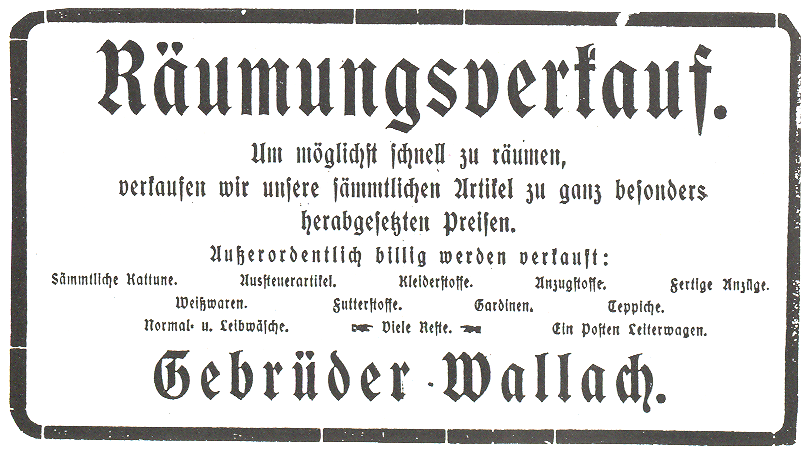 Räumungsverkauf.
Um möglichst schnell zu räumen,
verkaufen wir unsere sämmtlichen Artikel zu ganz besonders
herabgesetzten Preisen.
Außerordentlich billig werden verkauft:
Sämmtliche Kattune. Aussteuerartikel. Kleiderstoffe. Anzugstoffe. Fertige Anzüge.
Weißwaren. Futterstoffe. Gardinen. Teppiche.
Normal- u. Leibwäsche. Viele Reste. Ein Posten Leiterwagen.
Gebrüder Wallach.